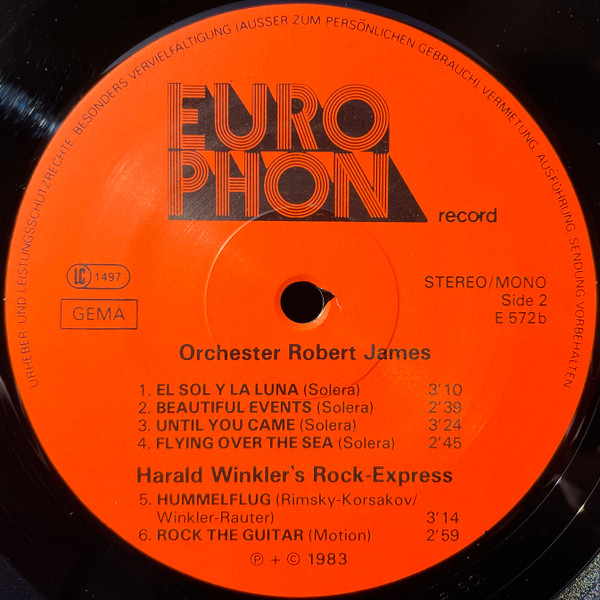 URHEBER- UND LEISTUNGSSCHUTZRECHTE. BESONDERS VERVIELFÄLTIGUNG (AUSSER ZUM PERSÖNLICHEN GEBRAUCH), VERMIETUNG, AUFFÜHRUNG, SENDUNG VORBEHALTEN.
EURO
PHON
record
LC 1497
GEMA
STEREO/MONO
Side 2
E 572b
Orchester Robert James
1. EL SOL Y LA LUNA (Solera) 3'10
2. BEAUTIFUL EVENTS (Solera) 2'39
3. UNTIL YOU CAME (Solera) 3'24
4. FLYING OVER THE SEA (Solera) 2'45
Harald Winkler's Rock-Express
5. HUMMELFLUG (Rimsky-Korsakov/
Winkler-Rauter) 3'14
6. ROCK THE GUITAR (Motion) 2'59
℗ + © 1983